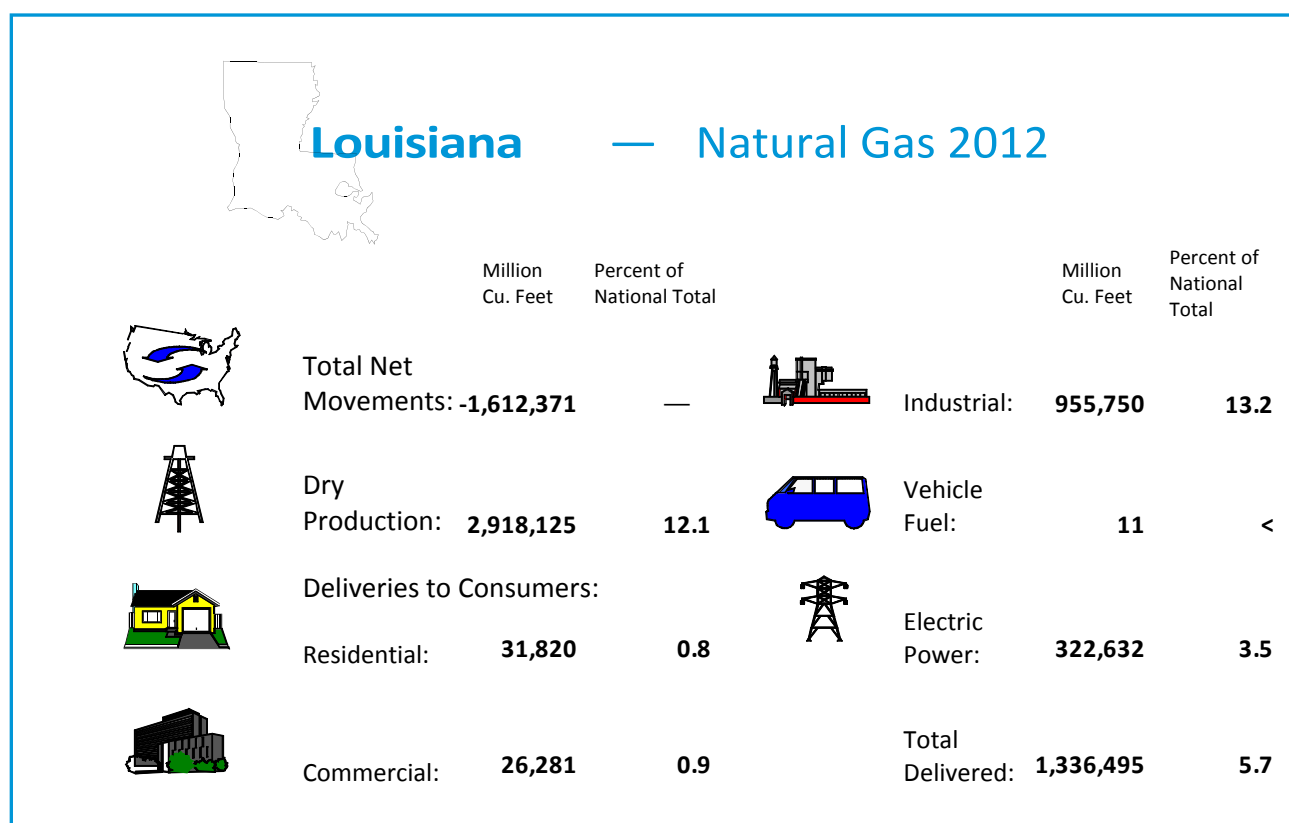 Louisiana — Natural Gas 2012
Million
Cu. Feet
Percent of
National Total
Total Net
Movements: -1,612,371 —
Dry
Production: 2,918,125 12.1
Deliveries to Consumers:
Residential: 31,820 0.8
Commercial: 26,281 0.9
Million
Cu. Feet
Percent of
National
Total
Industrial: 955,750 13.2
Vehicle
Fuel: 11 <
Electric
Power: 322,632 3.5
Total
Delivered: 1,336,495 5.7